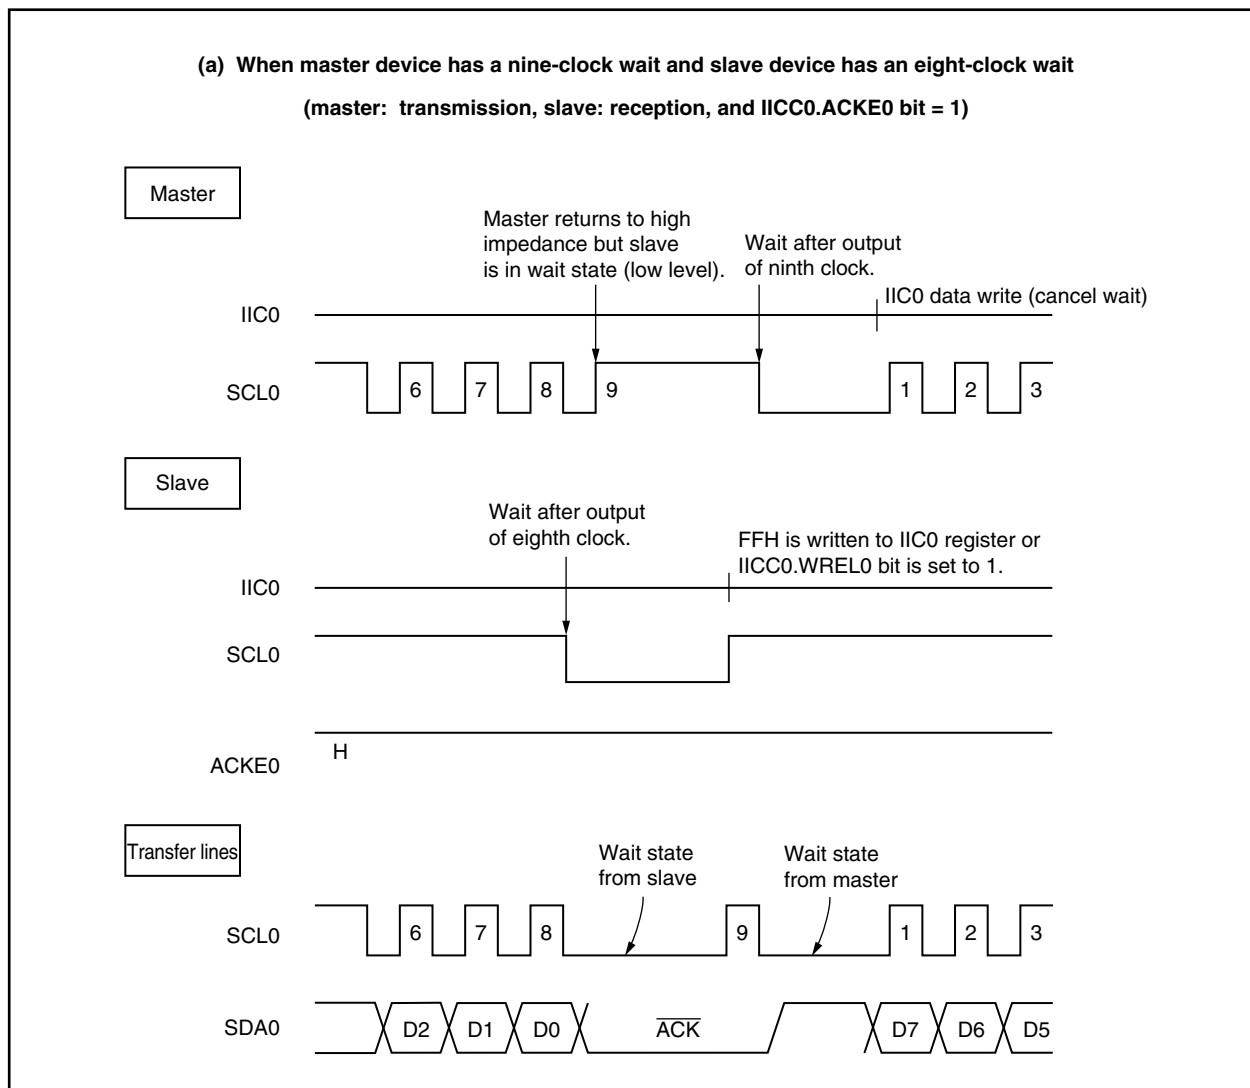 (a) When master device has a nine-clock wait and slave device has an eight-clock wait
(master: transmission, slave: reception, and IICC0.ACKE0 bit = 1)
Master
Master returns to high
impedance but slave
is in wait state (low level).
Wait after output
of ninth clock.
IIC0 data write (cancel wait)
IIC0
SCL0
6 7 8 9 1 2 3
Slave
Wait after output
of eighth clock.
FFH is written to IIC0 register or
IICC0.WREL0 bit is set to 1.
IIC0
SCL0
H
ACKE0
Transfer lines
Wait state
from slave
Wait state
from master
SCL0
6 7 8 9 1 2 3
SDA0
D2 D1 D0 A̅C̅K̅ D7 D6 D5